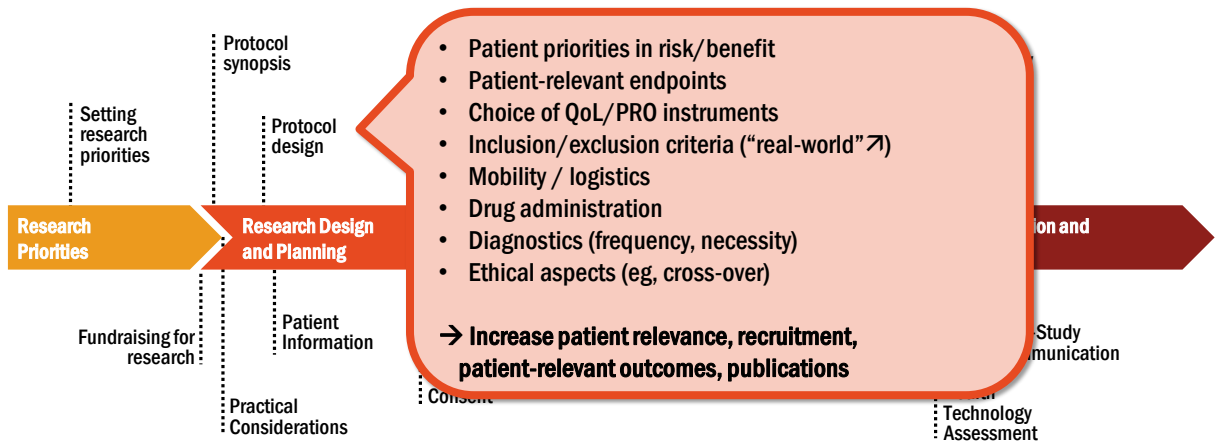 Protocol
synopsis
Setting
research
priorities
Protocol
design
• Patient priorities in risk/benefit
• Patient-relevant endpoints
• Choice of QoL/PRO instruments
• Inclusion/exclusion criteria (“real-world”↗)
• Mobility / logistics
• Drug administration
• Diagnostics (frequency, necessity)
• Ethical aspects (eg, cross-over)
→ Increase patient relevance, recruitment,
patient-relevant outcomes, publications
Research
Priorities
Research Design
and Planning
ion and
Fundraising for
research
Patient
Information
Practical
Considerations
Consent
-Study
mmunication
Technology
Assessment